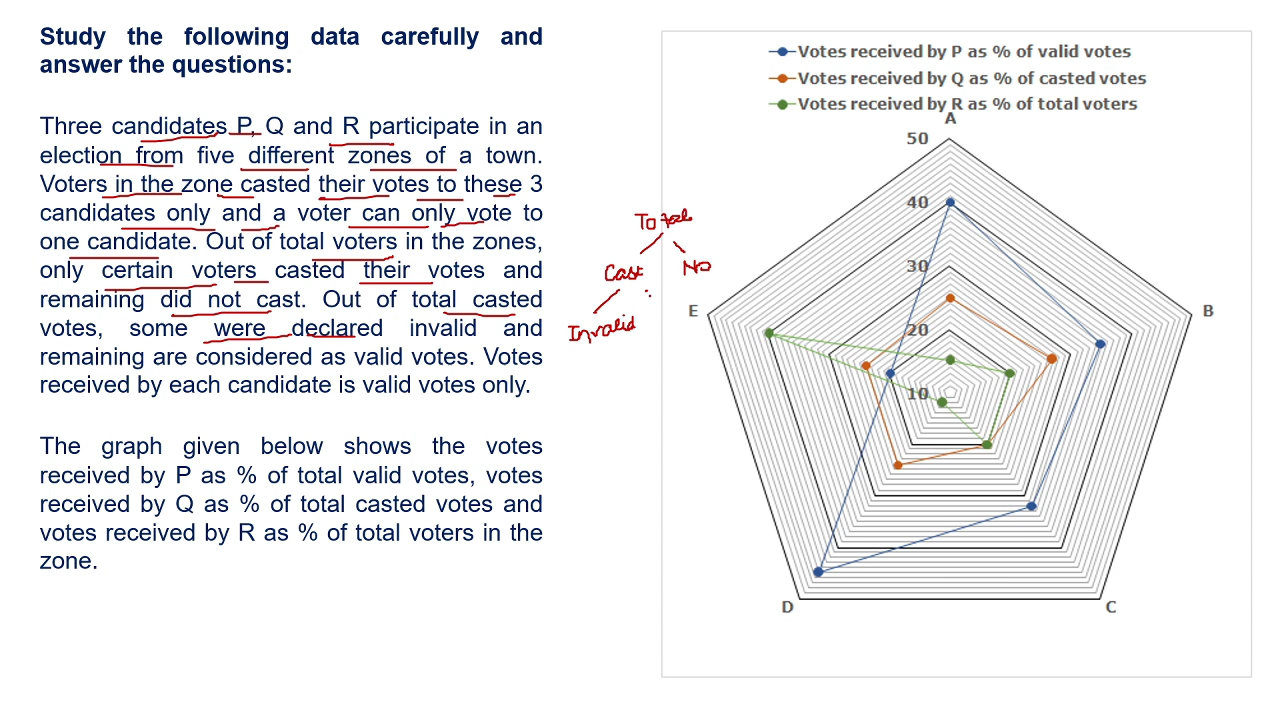 Study the following data carefully and
answer the questions:
Three candidates P, Q and R participate in an
election from five different zones of a town.
Voters in the zone casted their votes to these 3
candidates only and a voter can only vote to
one candidate. Out of total voters in the zones,
only certain voters casted their votes and
remaining did not cast. Out of total casted
votes, some were declared invalid and
remaining are considered as valid votes. Votes
received by each candidate is valid votes only.
The graph given below shows the votes
received by P as % of total valid votes, votes
received by Q as % of total casted votes and
votes received by R as % of total voters in the
zone.
Total
Cast No
Invalid
Votes received by P as % of valid votes
Votes received by Q as % of casted votes
Votes received by R as % of total voters
A
50
40
30
E
B
20
10
D
C